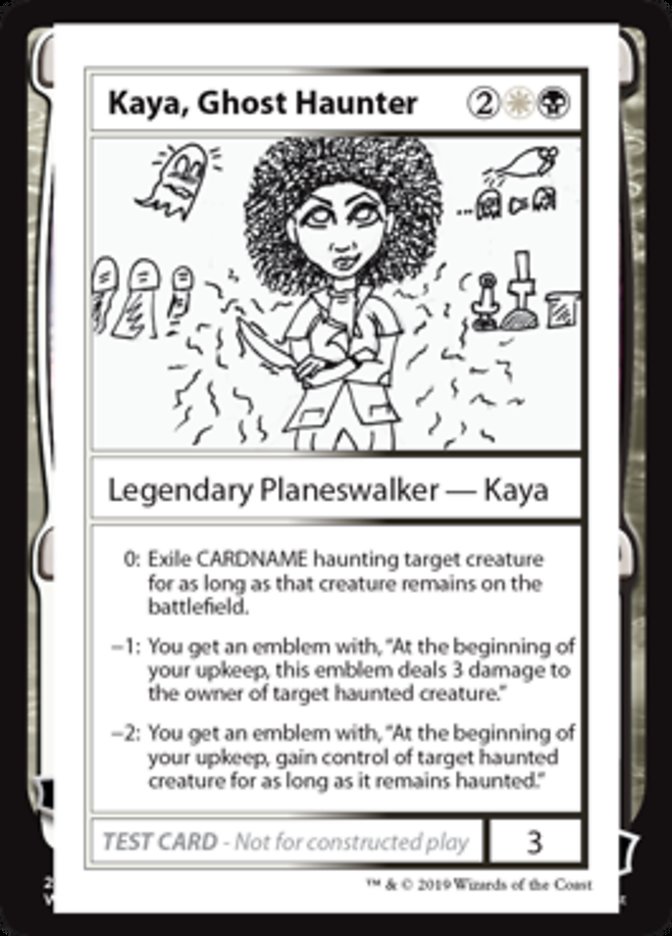 Kaya, Ghost Haunter 2
Legendary Planeswalker — Kaya
0: Exile CARDNAME haunting target creature
for as long as that creature remains on the
battlefield.
−1: You get an emblem with, “At the beginning of
your upkeep, this emblem deals 3 damage to
the owner of target haunted creature.”
−2: You get an emblem with, “At the beginning of
your upkeep, gain control of target haunted
creature for as long as it remains haunted.”
TEST CARD - Not for constructed play 3
™ & © 2019 Wizards of the Coast